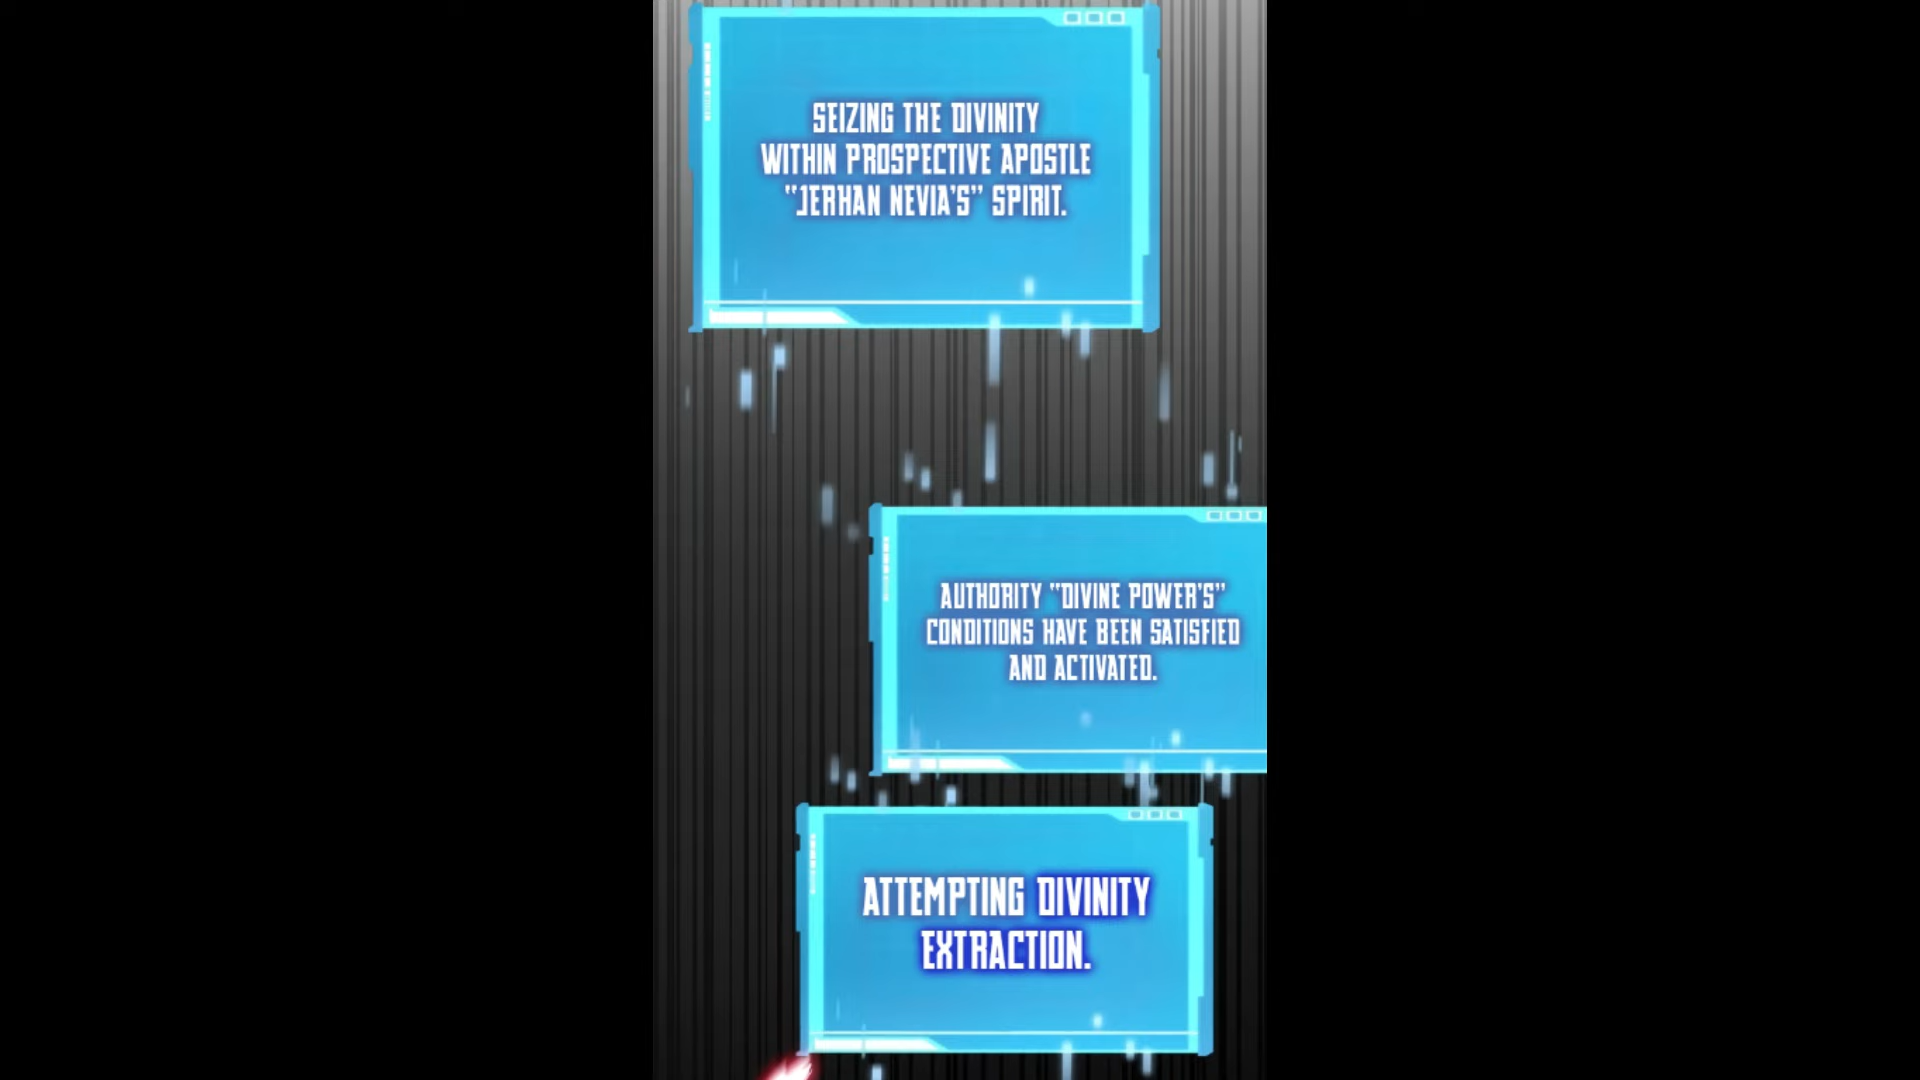 SEIZING THE DIVINITY
WITHIN PROSPECTIVE APOSTLE
“JERHAN NEVIA’S” SPIRIT.
AUTHORITY “DIVINE POWER’S”
CONDITIONS HAVE BEEN SATISFIED
AND ACTIVATED.
ATTEMPTING DIVINITY
EXTRACTION.